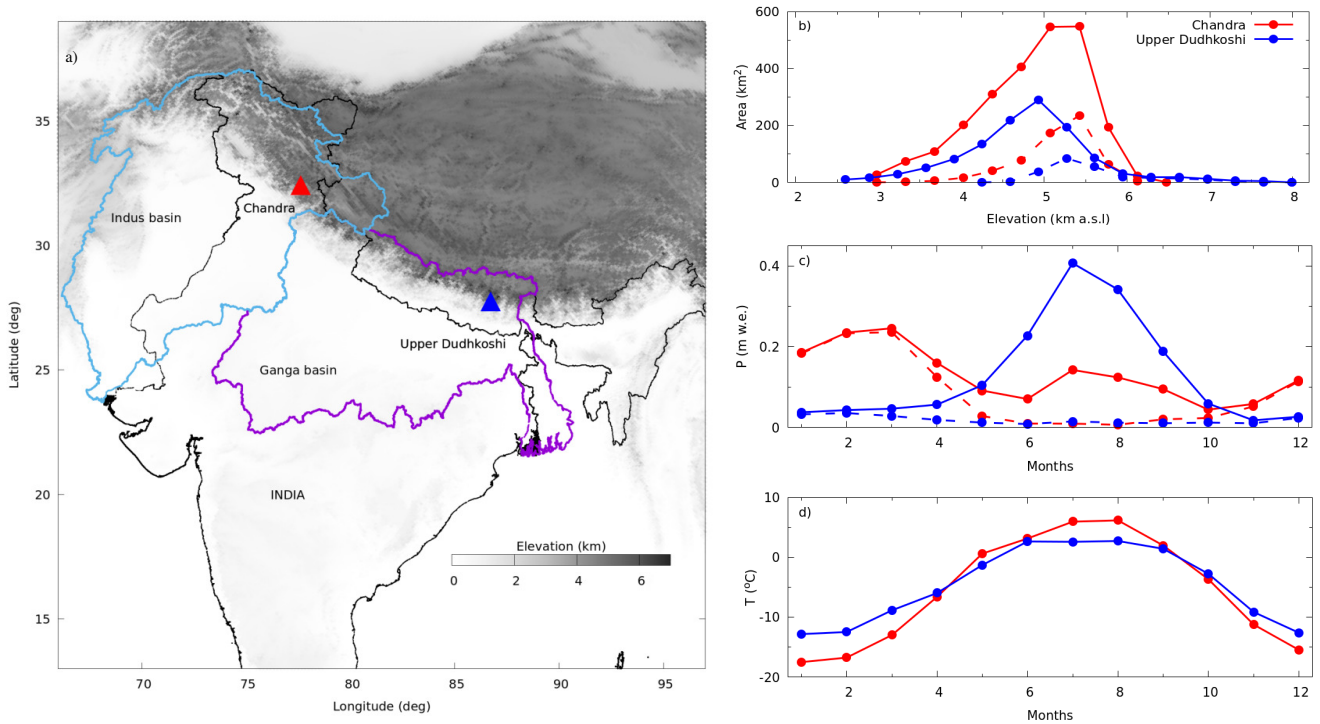 a)
35
30
25
20
15
70
75
80
85
90
95
Latitude (deg)
Longitude (deg)
Indus basin
Chandra
Upper Dudhkoshi
Ganga basin
INDIA
Elevation (km)
0 2 4 6
b)
Chandra
Upper Dudhkoshi
600
400
200
0
Area (km²)
2 3 4 5 6 7 8
Elevation (km a.s.l)
c)
0.4
0.2
0
P (m w.e.)
2 4 6 8 10 12
Months
d)
10
0
-10
-20
T (°C)
2 4 6 8 10 12
Months